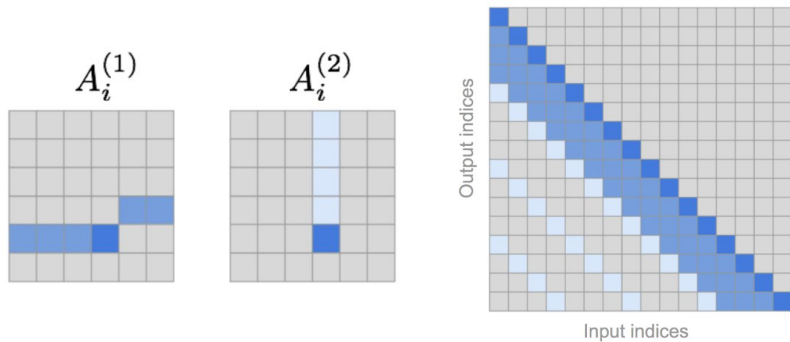 A_i^{(1)}
A_i^{(2)}
Output indices
Input indices